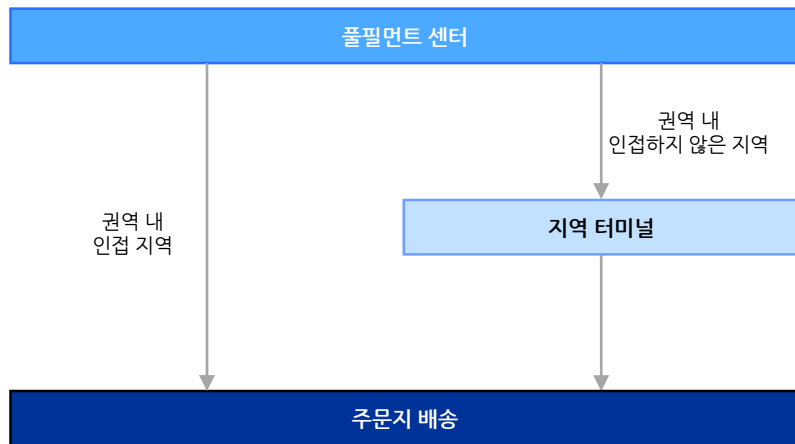 풀필먼트 센터
권역 내
인접하지 않은 지역
권역 내
인접 지역
지역 터미널
주문지 배송